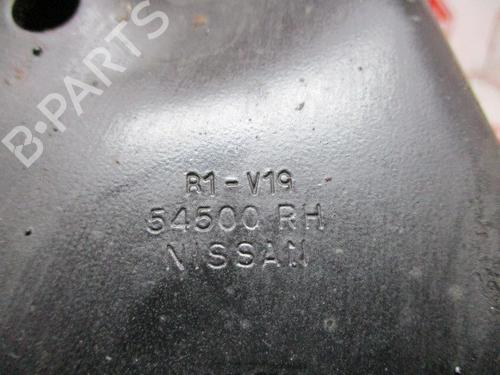 B-PARTS
R1-V19
54500 RH
NISSAN